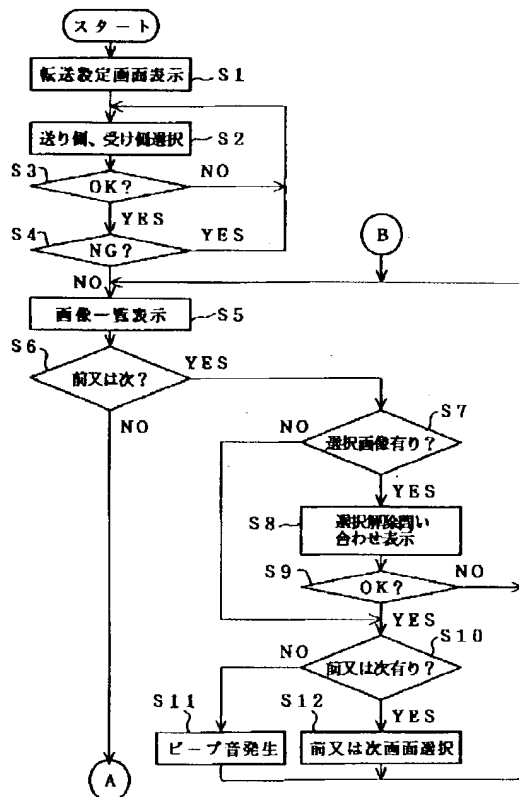 スタート
転送設定画面表示
S1
送り側、受け側選択
S2
S3
OK?
NO
YES
S4
NG?
YES
NO
B
画像一覧表示
S5
S6
前又は次?
YES
NO
S7
選択画像有り?
NO
YES
S8
選択解除問い
合わせ表示
S9
OK?
NO
YES
S10
前又は次有り?
NO
YES
S11
ビープ音発生
S12
前又は次画面選択
A